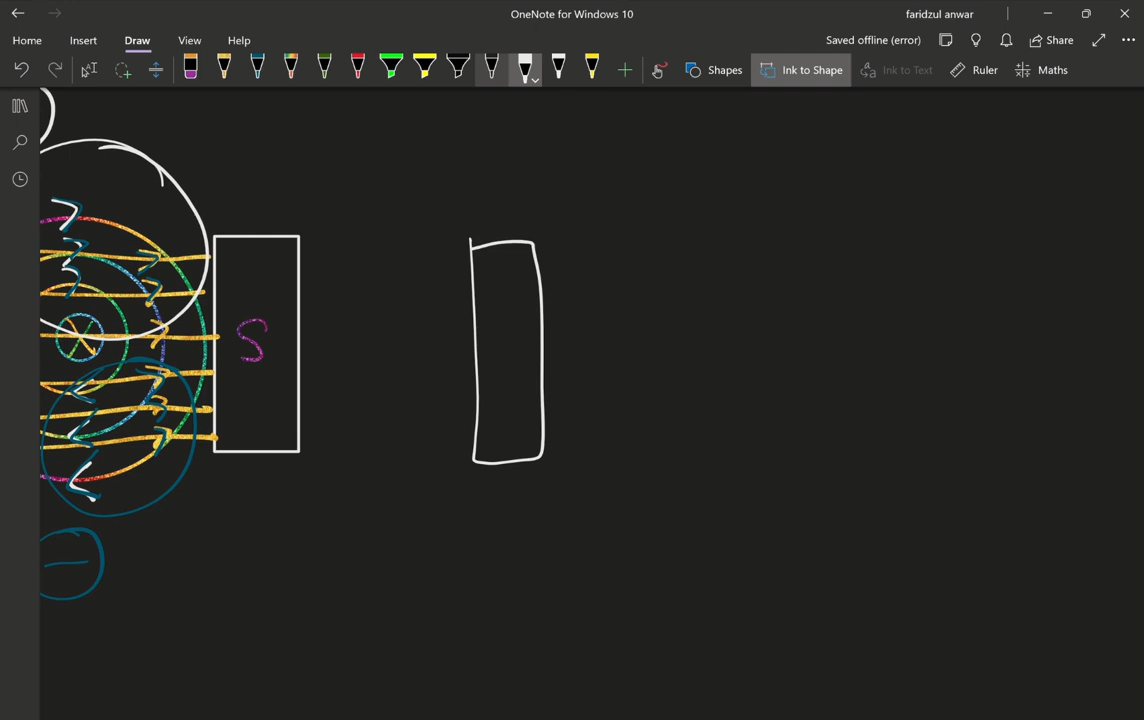 OneNote for Windows 10
faridzul anwar
Home
Insert
Draw
View
Help
Saved offline (error)
Share
Shapes
Ink to Shape
Ink to Text
Ruler
Maths
S